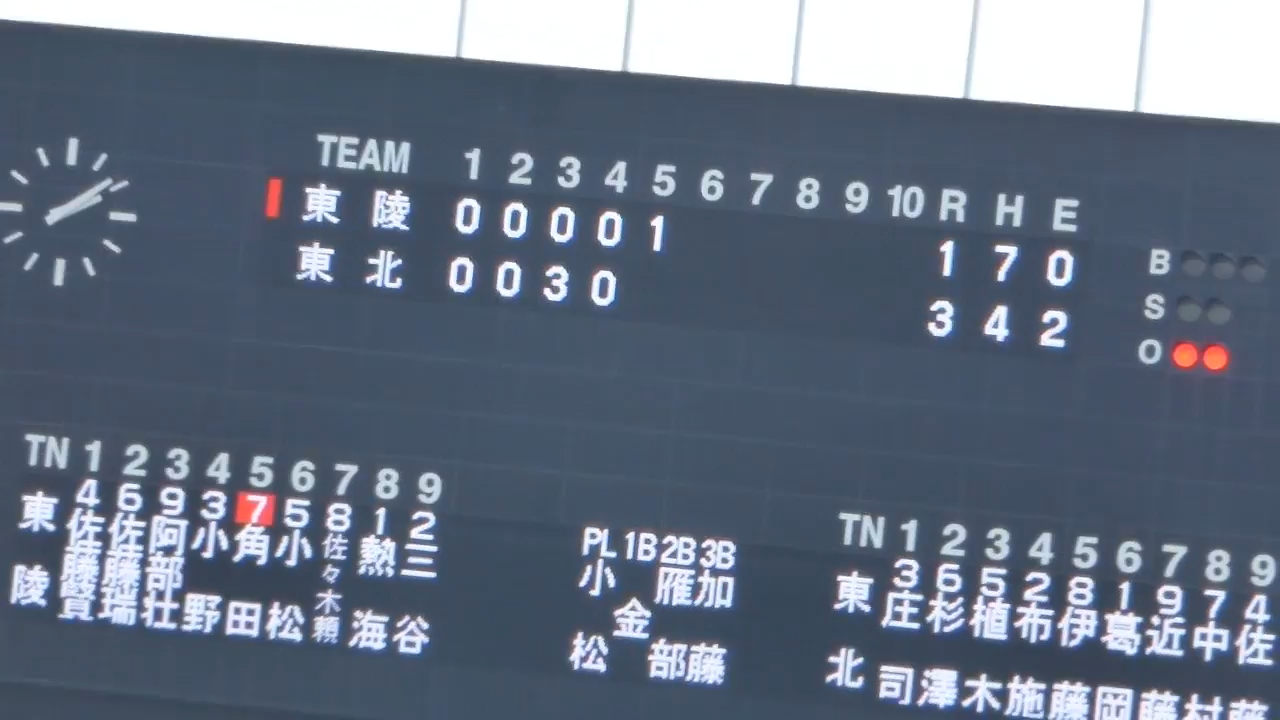 TEAM 1 2 3 4 5 6 7 8 9 10 R H E
東陵 0 0 0 0 1 1 7 0
東北 0 0 3 0 3 4 2
B
S
O
TN 1 2 3 4 5 6 7 8 9
4 6 9 3 7 5 8 1 2
東陵 佐藤賢 佐藤瑞 阿部壮 小野 角田 小松 佐々木頼 熱海 三谷
PL 1B 2B 3B
小松 金 雁部 加藤
TN 1 2 3 4 5 6 7 8 9
3 6 5 2 8 1 9 7 4
東北 庄司 杉澤 植木 布施 伊藤 葛岡 近藤 中村 佐藤